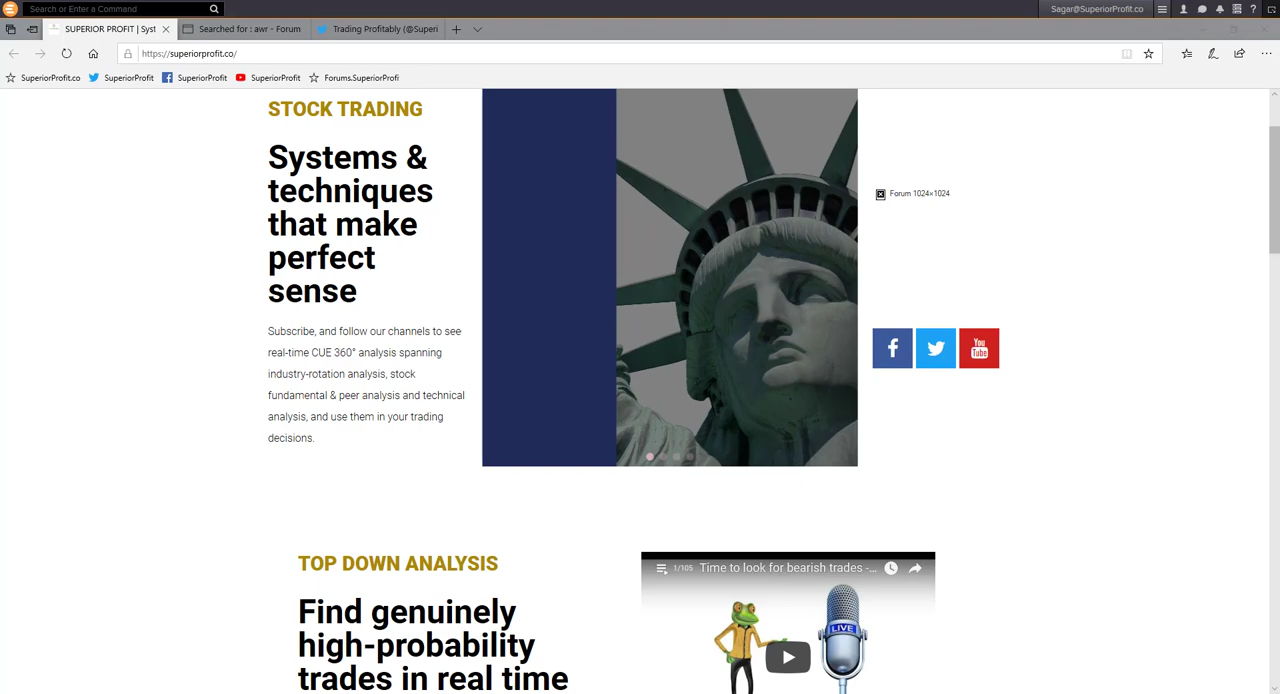 Search or Enter a Command
Sagar@SuperiorProfit.co
?
SUPERIOR PROFIT | Syst
Searched for : awr - Forum
Trading Profitably (@Superi
https://superiorprofit.co/
SuperiorProfit.co
SuperiorProfit
SuperiorProfit
SuperiorProfit
Forums.SuperiorProfi
STOCK TRADING
Systems &
techniques
that make
perfect
sense
Subscribe, and follow our channels to see
real-time CUE 360° analysis spanning
industry-rotation analysis, stock
fundamental & peer analysis and technical
analysis, and use them in your trading
decisions.
Forum 1024×1024
f
You
Tube
TOP DOWN ANALYSIS
Find genuinely
high-probability
trades in real time
1/105 Time to look for bearish trades -...
LIVE